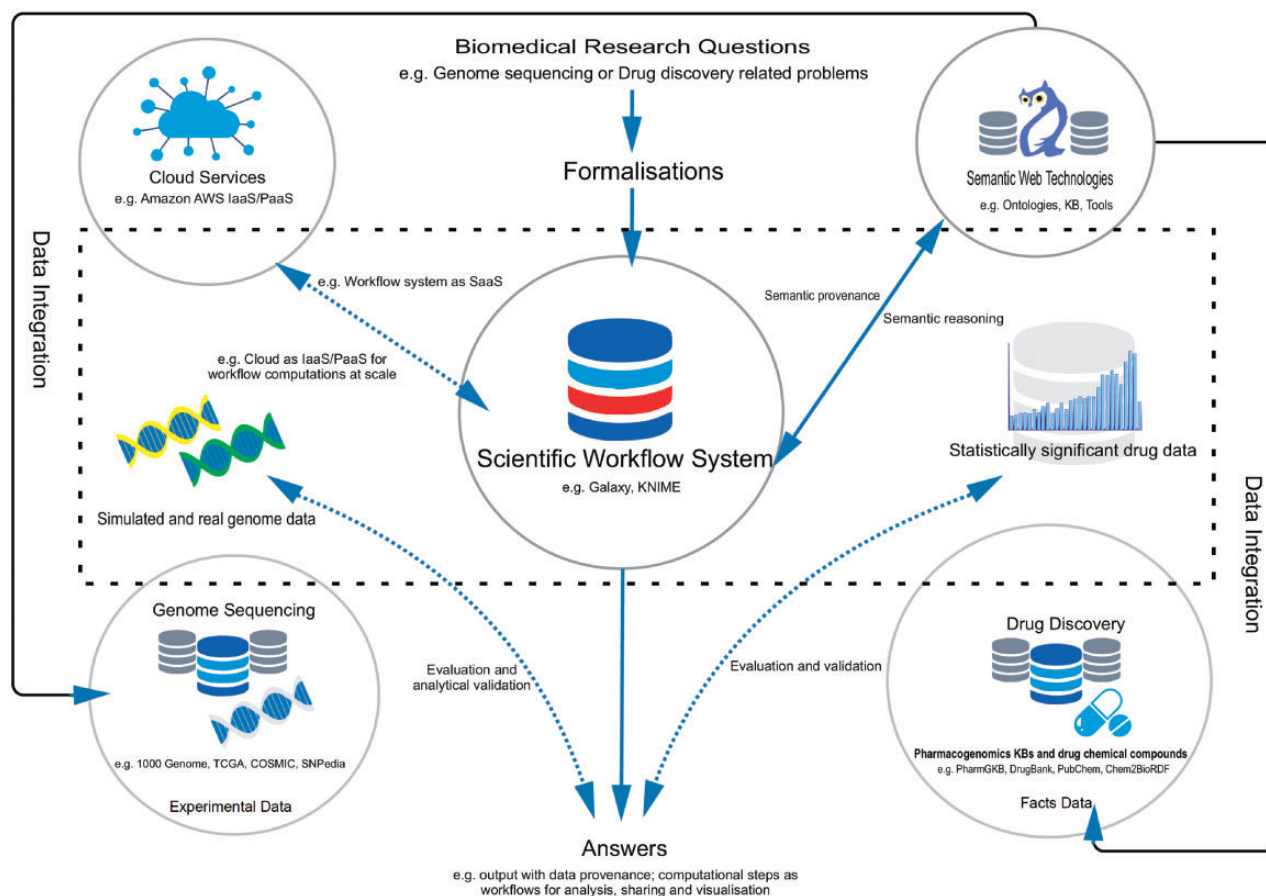 Biomedical Research Questions
e.g. Genome sequencing or Drug discovery related problems
Formalisations
Cloud Services
e.g. Amazon AWS IaaS/PaaS
Semantic Web Technologies
e.g. Ontologies, KB, Tools
Data Integration
e.g. Workflow system as SaaS
e.g. Cloud as IaaS/PaaS for
workflow computations at scale
Semantic provenance
Semantic reasoning
Scientific Workflow System
e.g. Galaxy, KNIME
Simulated and real genome data
Statistically significant drug data
Data Integration
Genome Sequencing
e.g. 1000 Genome, TCGA, COSMIC, SNPedia
Experimental Data
Evaluation and
analytical validation
Evaluation and validation
Drug Discovery
Pharmacogenomics KBs and drug chemical compounds
e.g. PharmGKB, DrugBank, PubChem, Chem2BioRDF
Facts Data
Answers
e.g. output with data provenance; computational steps as
workflows for analysis, sharing and visualisation